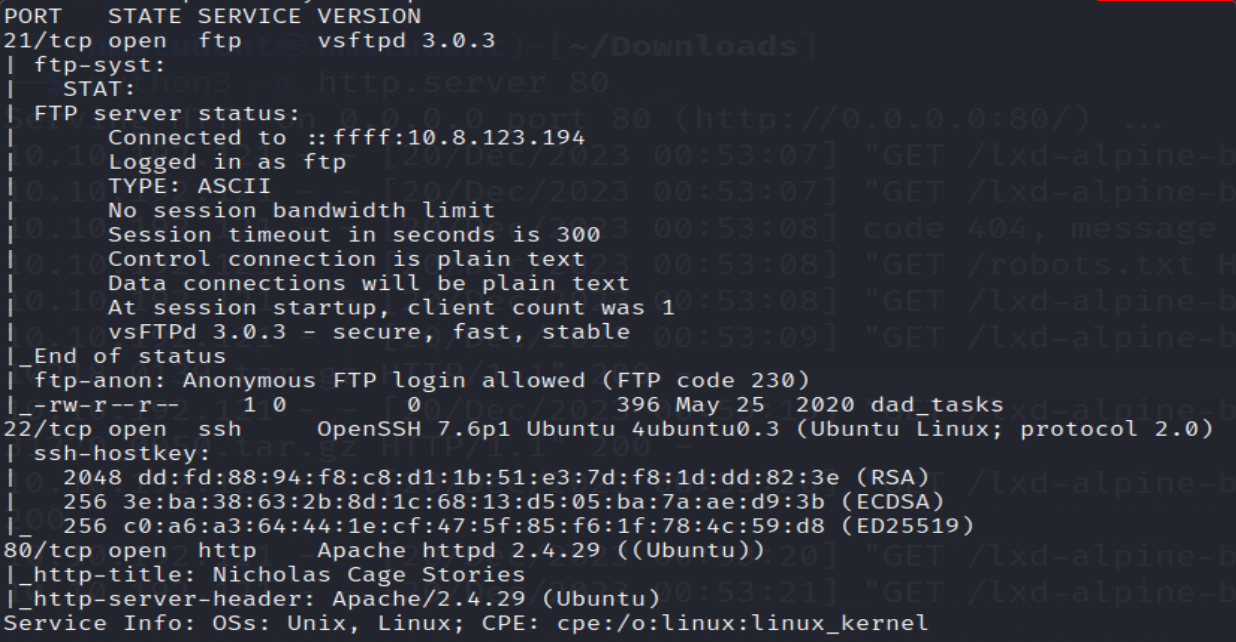 PORT   STATE SERVICE VERSION
21/tcp open  ftp     vsftpd 3.0.3
| ftp-syst:
|   STAT:
| FTP server status:
|      Connected to ::ffff:10.8.123.194
|      Logged in as ftp
|      TYPE: ASCII
|      No session bandwidth limit
|      Session timeout in seconds is 300
|      Control connection is plain text
|      Data connections will be plain text
|      At session startup, client count was 1
|      vsFTPd 3.0.3 - secure, fast, stable
|_End of status
| ftp-anon: Anonymous FTP login allowed (FTP code 230)
|_-rw-r--r--    1 0        0             396 May 25  2020 dad_tasks
22/tcp open  ssh     OpenSSH 7.6p1 Ubuntu 4ubuntu0.3 (Ubuntu Linux; protocol 2.0)
| ssh-hostkey:
|   2048 dd:fd:88:94:f8:c8:d1:1b:51:e3:7d:f8:1d:dd:82:3e (RSA)
|   256 3e:ba:38:63:2b:8d:1c:68:13:d5:05:ba:7a:ae:d9:3b (ECDSA)
|_  256 c0:a6:a3:64:44:1e:cf:47:5f:85:f6:1f:78:4c:59:d8 (ED25519)
80/tcp open  http    Apache httpd 2.4.29 ((Ubuntu))
|_http-title: Nicholas Cage Stories
|_http-server-header: Apache/2.4.29 (Ubuntu)
Service Info: OSs: Unix, Linux; CPE: cpe:/o:linux:linux_kernel